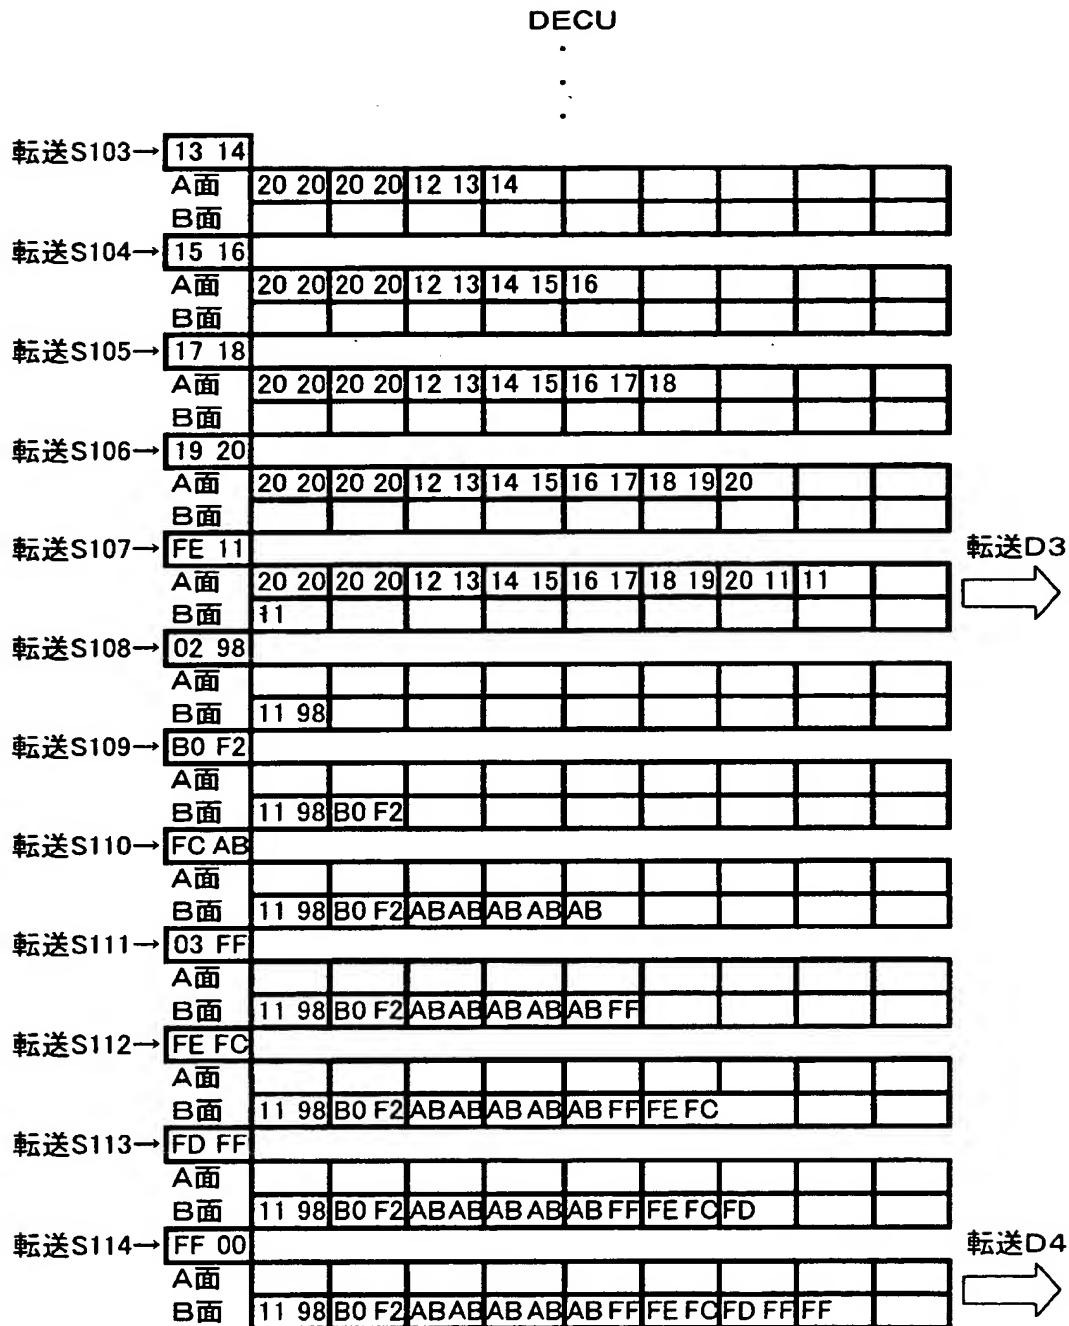 DECU
転送S103→ 13 14
A面 20 20 20 20 12 13 14
B面
転送S104→ 15 16
A面 20 20 20 20 12 13 14 15 16
B面
転送S105→ 17 18
A面 20 20 20 20 12 13 14 15 16 17 18
B面
転送S106→ 19 20
A面 20 20 20 20 12 13 14 15 16 17 18 19 20
B面
転送S107→ FE 11 転送D3
A面 20 20 20 20 12 13 14 15 16 17 18 19 20 11 11
B面 11
転送S108→ 02 98
A面
B面 11 98
転送S109→ B0 F2
A面
B面 11 98 B0 F2
転送S110→ FC AB
A面
B面 11 98 B0 F2 AB AB AB AB AB
転送S111→ 03 FF
A面
B面 11 98 B0 F2 AB AB AB AB AB FF
転送S112→ FE FC
A面
B面 11 98 B0 F2 AB AB AB AB AB FF FE FC
転送S113→ FD FF
A面
B面 11 98 B0 F2 AB AB AB AB AB FF FE FC FD
転送S114→ FF 00 転送D4
A面
B面 11 98 B0 F2 AB AB AB AB AB FF FE FC FD FF FF